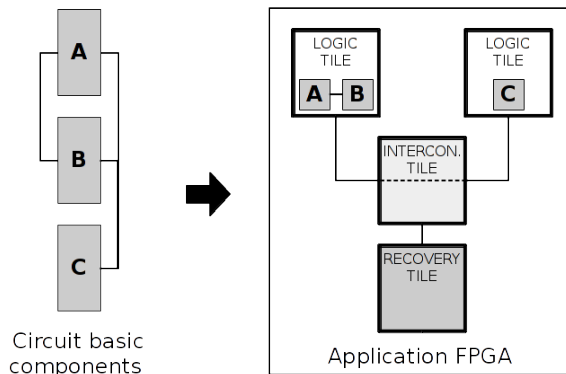 A
B
C
Circuit basic
components
LOGIC
TILE
A
B
LOGIC
TILE
C
INTERCON.
TILE
RECOVERY
TILE
Application FPGA